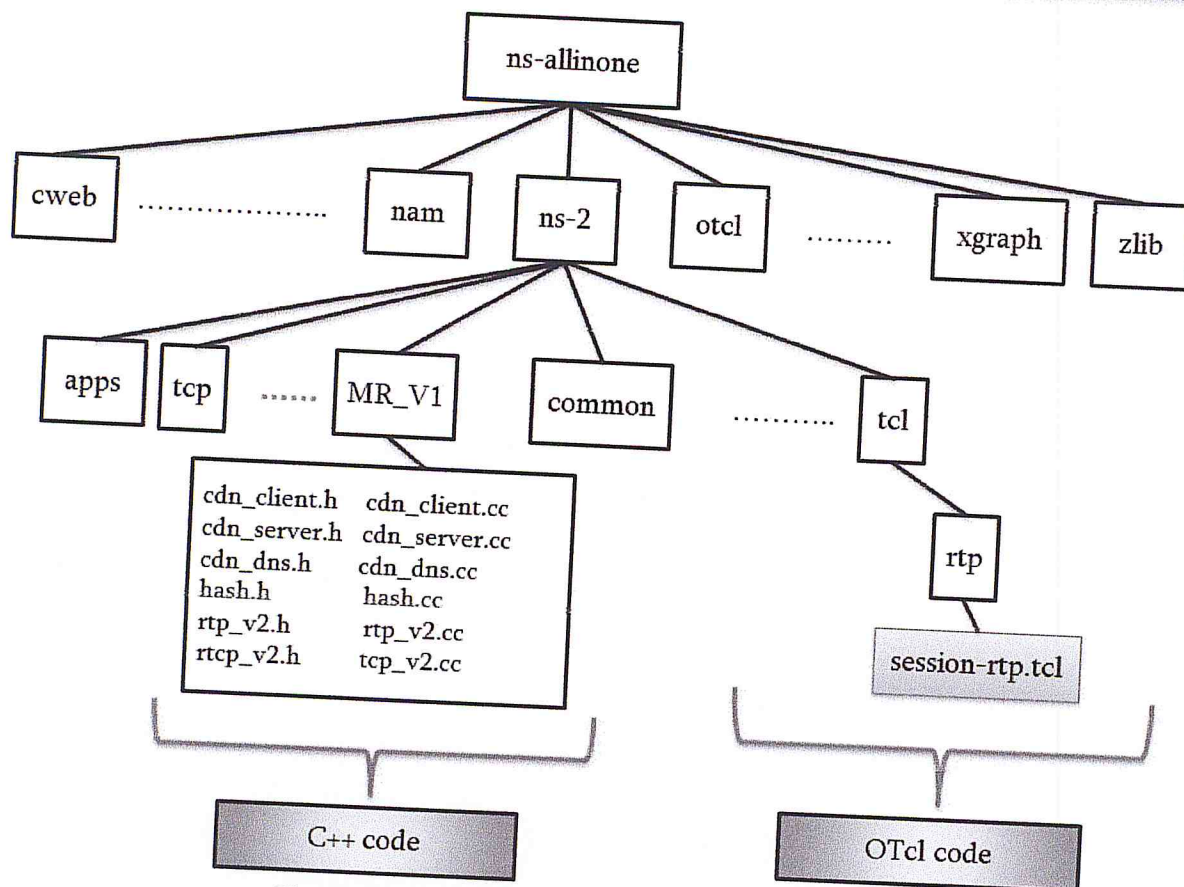 ns-allinone
cweb ..................... nam ns-2 otcl ......... xgraph zlib
apps tcp ...... MR_V1 common ........... tcl
cdn_client.h cdn_client.cc
cdn_server.h cdn_server.cc
cdn_dns.h cdn_dns.cc
hash.h hash.cc
rtp_v2.h rtp_v2.cc
rtcp_v2.h tcp_v2.cc
rtp
session-rtp.tcl
C++ code
OTcl code